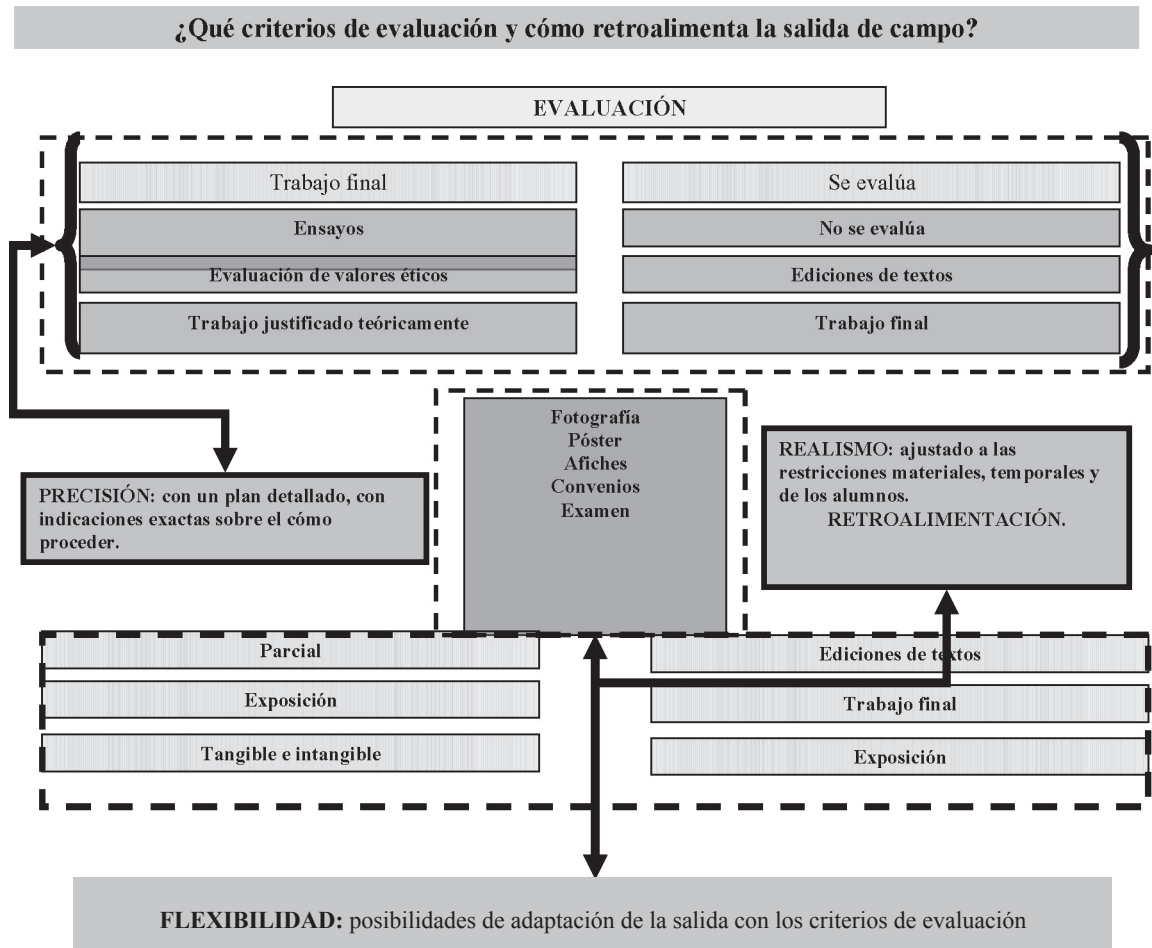 ¿Qué criterios de evaluación y cómo retroalimenta la salida de campo?
EVALUACIÓN
Trabajo final
Ensayos
Evaluación de valores éticos
Trabajo justificado teóricamente
Se evalúa
No se evalúa
Ediciones de textos
Trabajo final
Fotografía
Póster
Afiches
Convenios
Examen
PRECISIÓN: con un plan detallado, con
indicaciones exactas sobre el cómo
proceder.
REALISMO: ajustado a las
restricciones materiales, temporales y
de los alumnos.
RETROALIMENTACIÓN.
Parcial
Exposición
Tangible e intangible
Ediciones de textos
Trabajo final
Exposición
FLEXIBILIDAD: posibilidades de adaptación de la salida con los criterios de evaluación